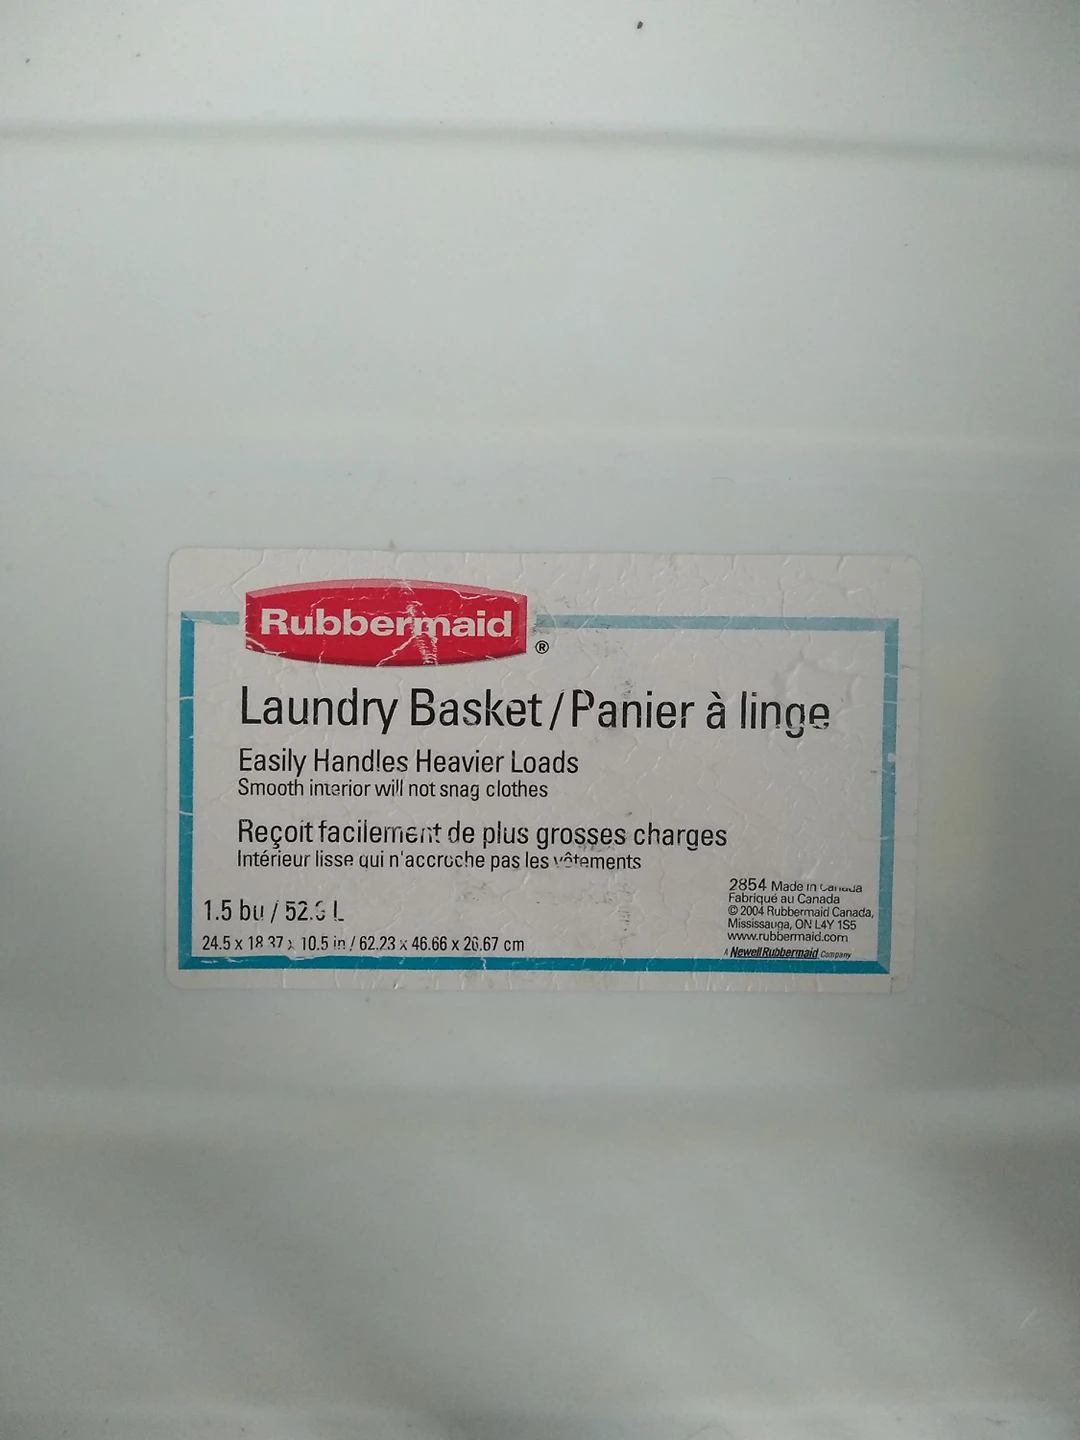 Rubbermaid
®
Laundry Basket / Panier à linge
Easily Handles Heavier Loads
Smooth interior will not snag clothes
Reçoit facilement de plus grosses charges
Intérieur lisse qui n'accroche pas les vêtements
1.5 bu / L
24.5 x 18.37 x 10.5 in / 62.23 x 46.66 x 26.67 cm
2854 Made in Canada
Fabriqué au Canada
© 2004 Rubbermaid Canada,
Mississauga, ON L4Y 1S5
www.rubbermaid.com
A Newell Rubbermaid Company